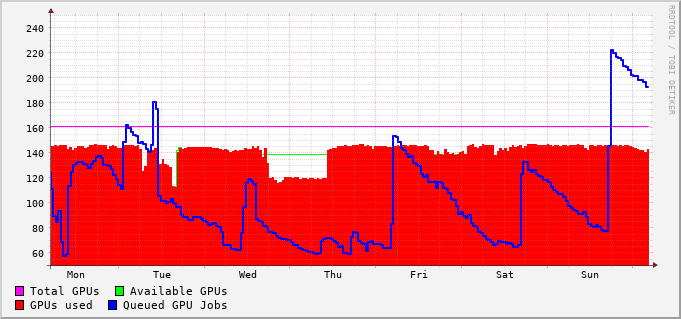 240
220
200
180
160
140
120
100
80
60
Mon Tue Wed Thu Fri Sat Sun
Total GPUs Available GPUs
GPUs used Queued GPU Jobs
RRDTOOL / TOBI OETIKER